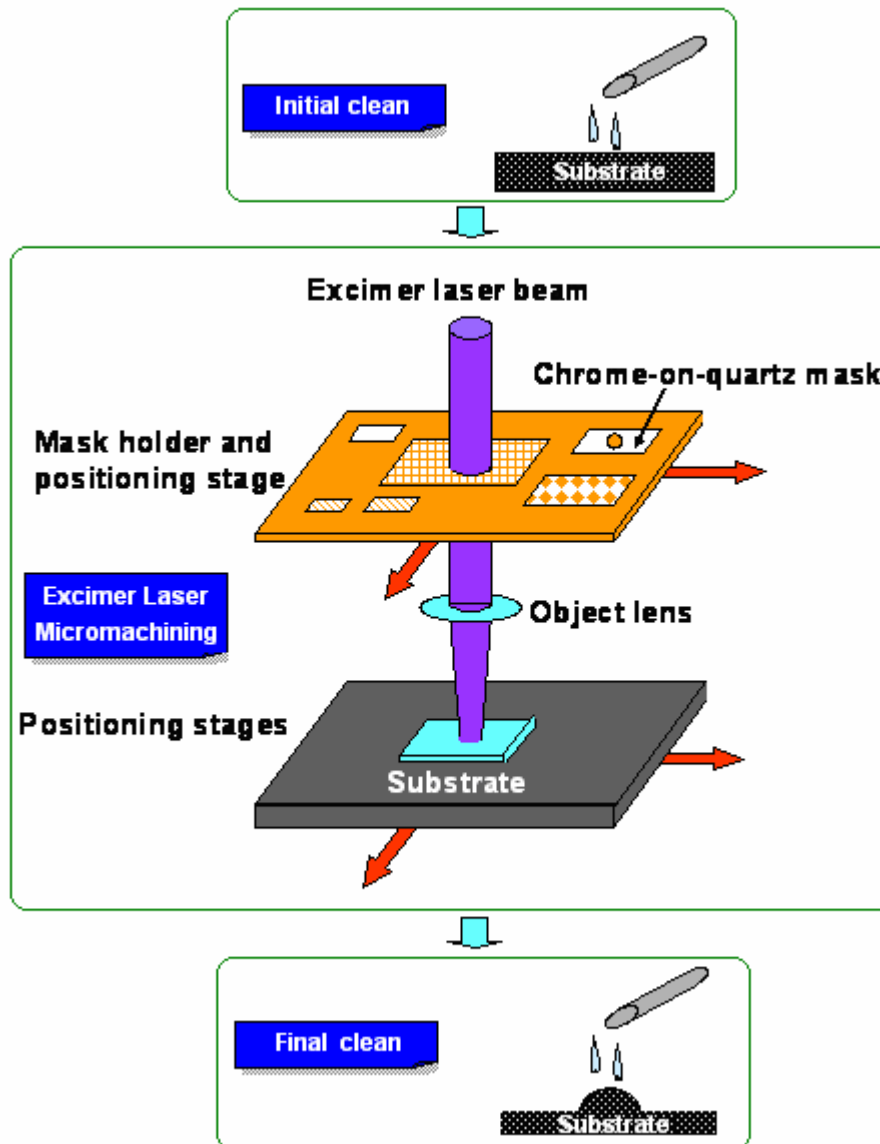 Initial clean
Substrate
Excimer laser beam
Chrome-on-quartz mask
Mask holder and
positioning stage
Excimer Laser
Micromachining
Object lens
Positioning stages
Substrate
Final clean
Substrate